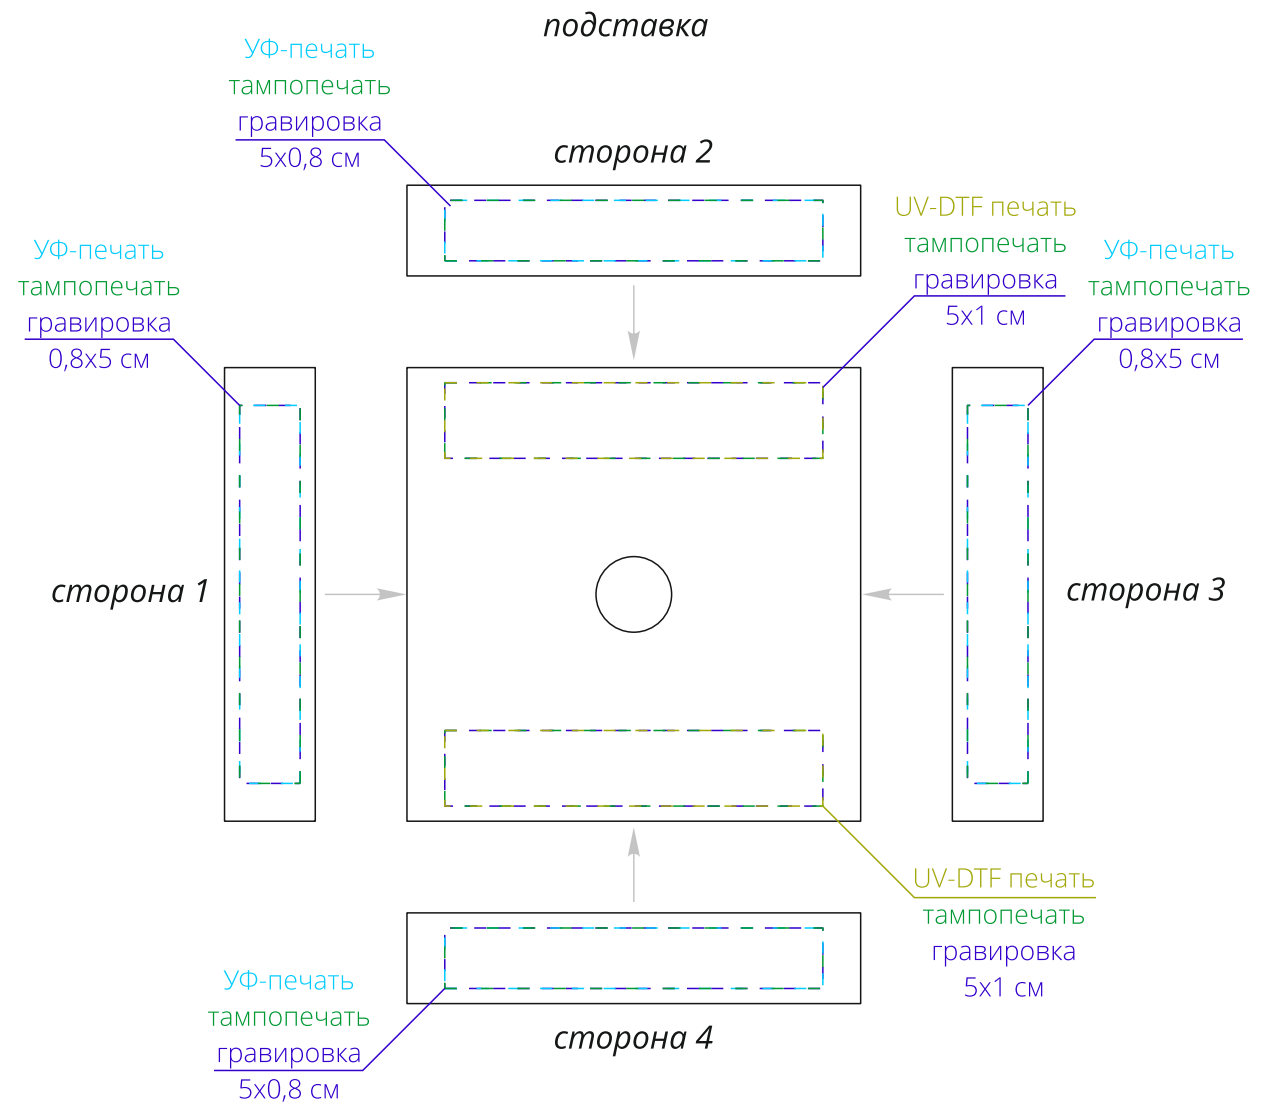 подставка
УФ-печать
тампопечать
гравировка
5х0,8 см
сторона 2
UV-DTF печать
тампопечать
гравировка
5х1 см
УФ-печать
тампопечать
гравировка
0,8х5 см
УФ-печать
тампопечать
гравировка
0,8х5 см
сторона 1
сторона 3
UV-DTF печать
тампопечать
гравировка
5х1 см
УФ-печать
тампопечать
гравировка
5х0,8 см
сторона 4